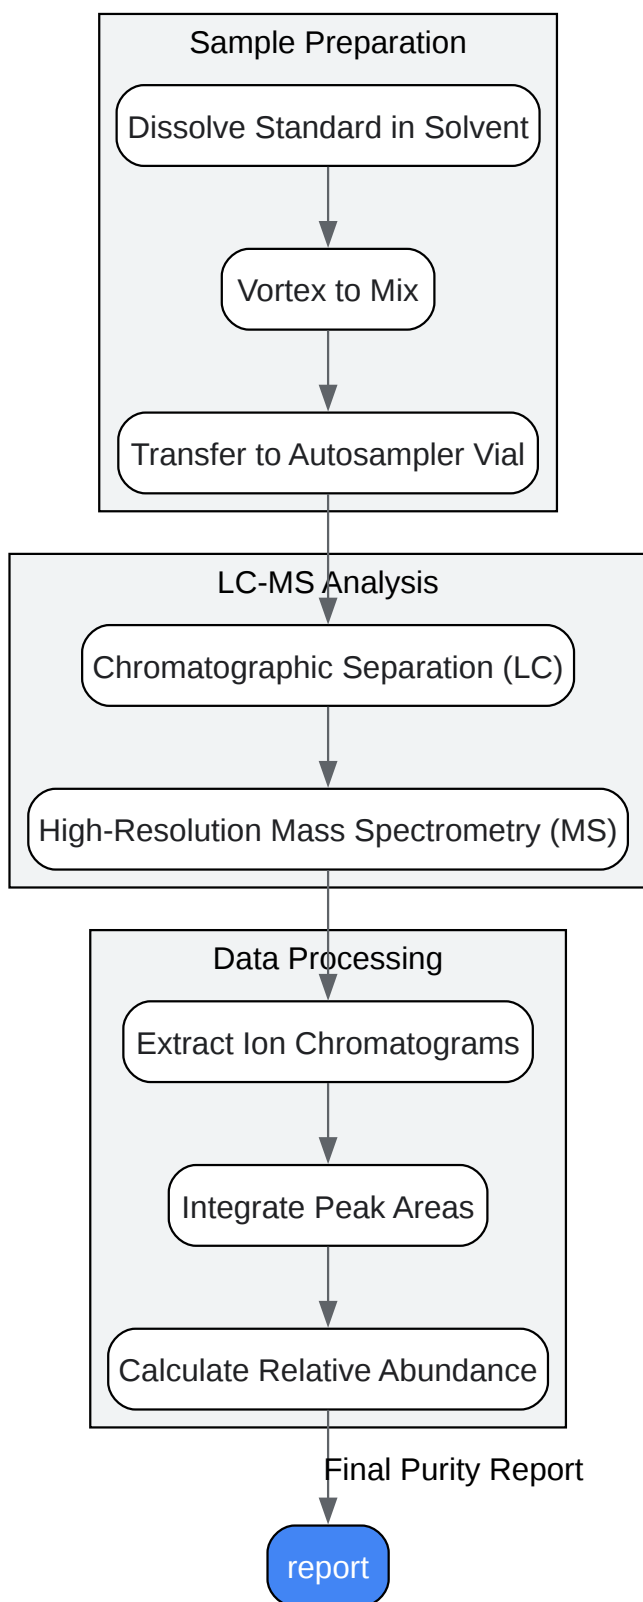 Sample Preparation
Dissolve Standard in Solvent
Vortex to Mix
Transfer to Autosampler Vial
LC-MS Analysis
Chromatographic Separation (LC)
High-Resolution Mass Spectrometry (MS)
Data Processing
Extract Ion Chromatograms
Integrate Peak Areas
Calculate Relative Abundance
Final Purity Report
report